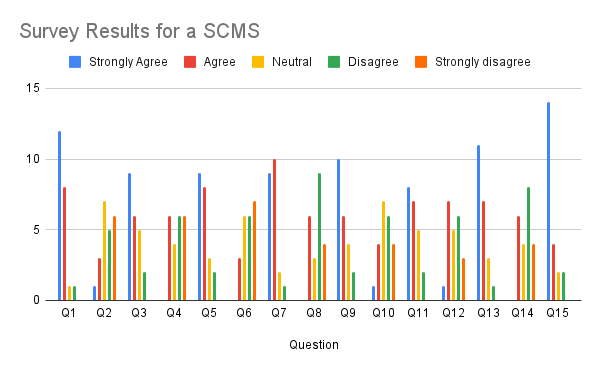 Survey Results for a SCMS
Strongly Agree Agree Neutral Disagree Strongly disagree
15
10
5
0
Q1 Q2 Q3 Q4 Q5 Q6 Q7 Q8 Q9 Q10 Q11 Q12 Q13 Q14 Q15
Question